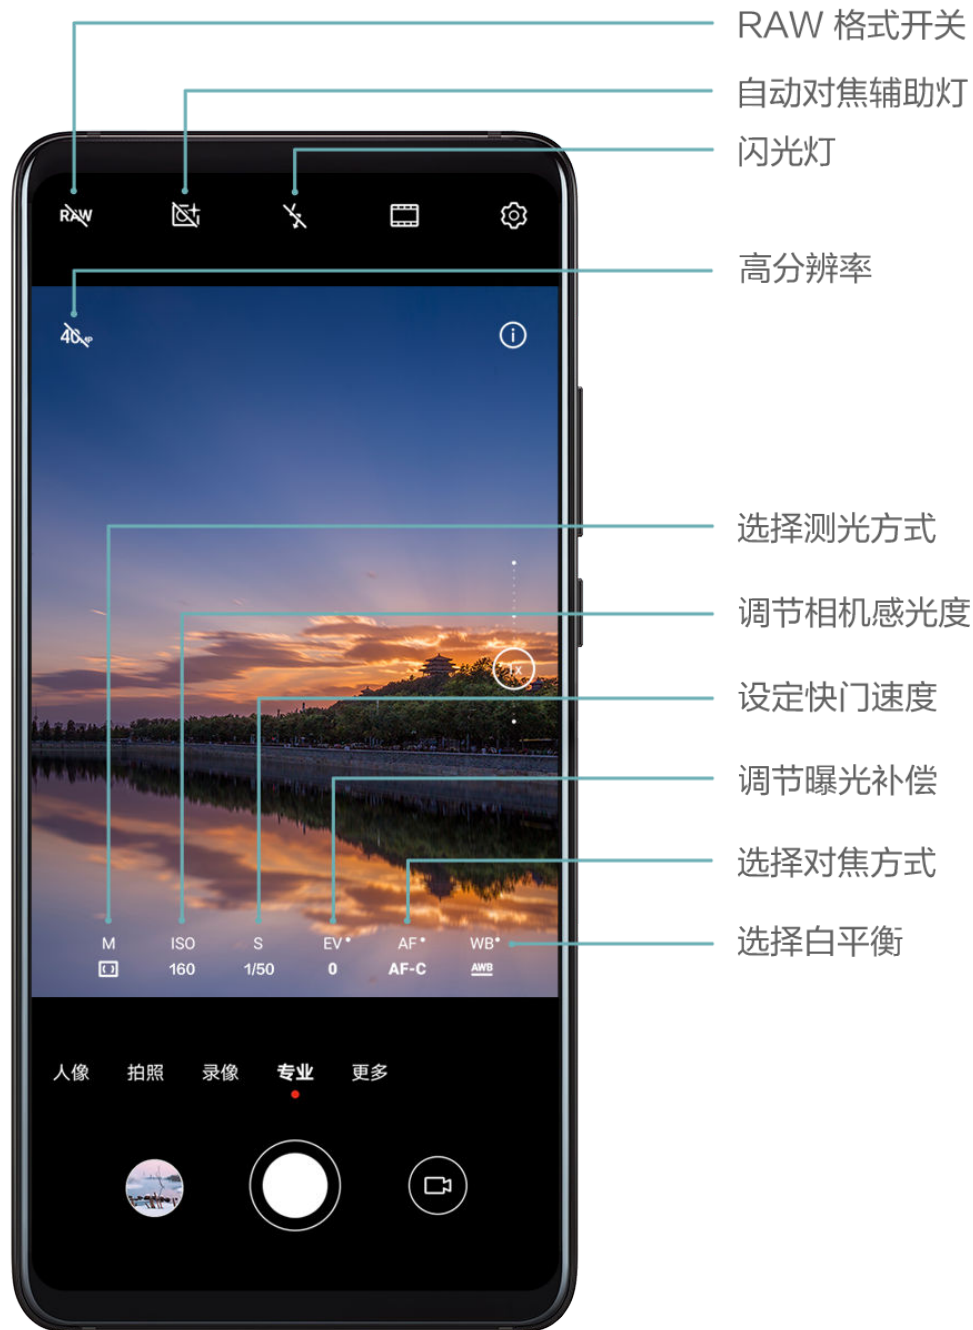 RAW 格式开关
自动对焦辅助灯
闪光灯
RAW
高分辨率
选择测光方式
调节相机感光度
1x
设定快门速度
调节曝光补偿
选择对焦方式
选择白平衡
M ISO S EV AF WB
160 1/50 0 AF-C AWB
人像 拍照 录像 专业 更多